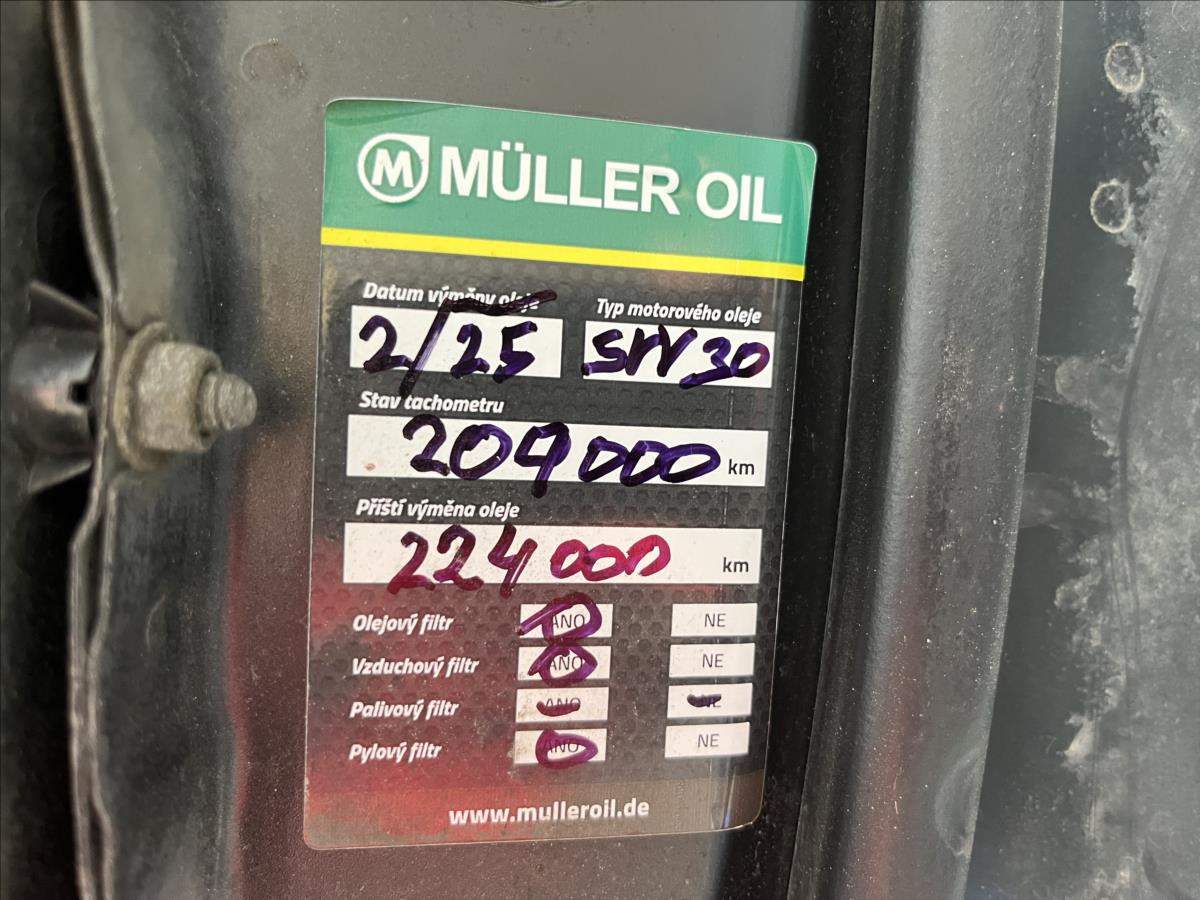 M MÜLLER OIL
Datum výměny oleje Typ motorového oleje
2/25 5W30
Stav tachometru
209000 km
Příští výměna oleje
224000 km
Olejový filtr ANO NE
Vzduchový filtr ANO NE
Palivový filtr ANO NE
Pylový filtr ANO NE
www.mulleroil.de